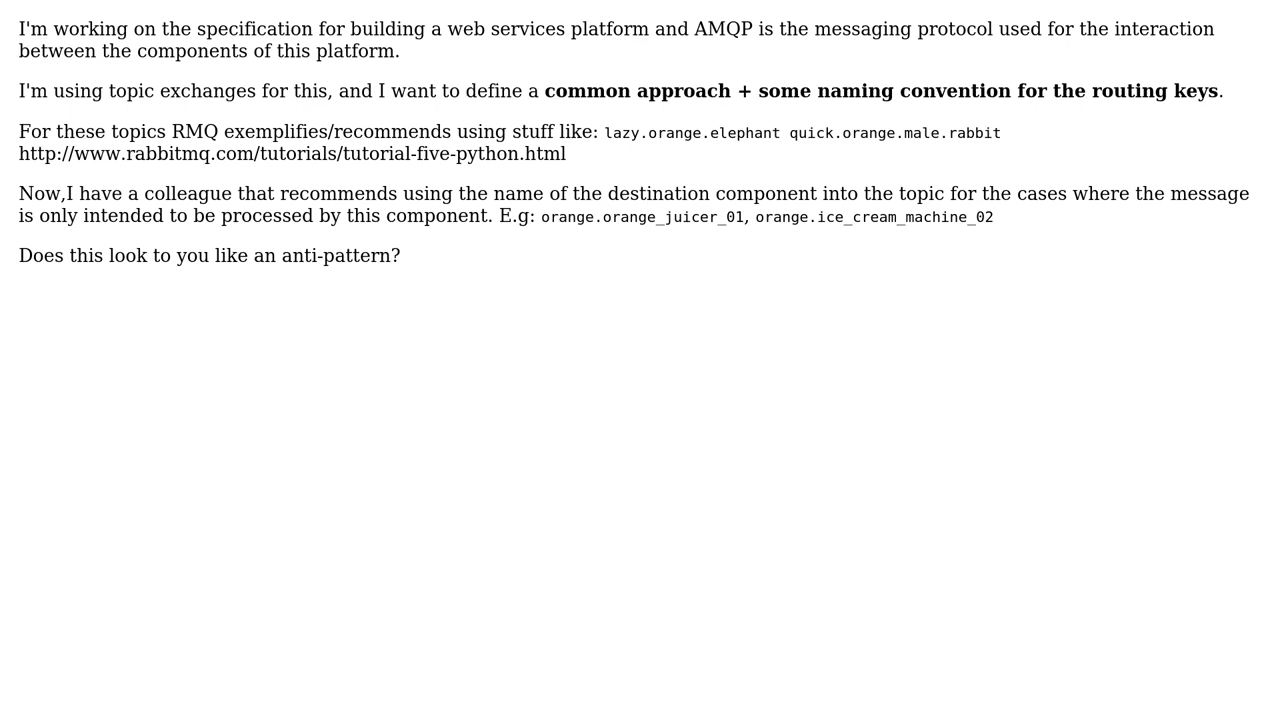 I'm working on the specification for building a web services platform and AMQP is the messaging protocol used for the interaction
between the components of this platform.
I'm using topic exchanges for this, and I want to define a common approach + some naming convention for the routing keys.
For these topics RMQ exemplifies/recommends using stuff like: lazy.orange.elephant quick.orange.male.rabbit
http://www.rabbitmq.com/tutorials/tutorial-five-python.html
Now,I have a colleague that recommends using the name of the destination component into the topic for the cases where the message
is only intended to be processed by this component. E.g: orange.orange_juicer_01, orange.ice_cream_machine_02
Does this look to you like an anti-pattern?